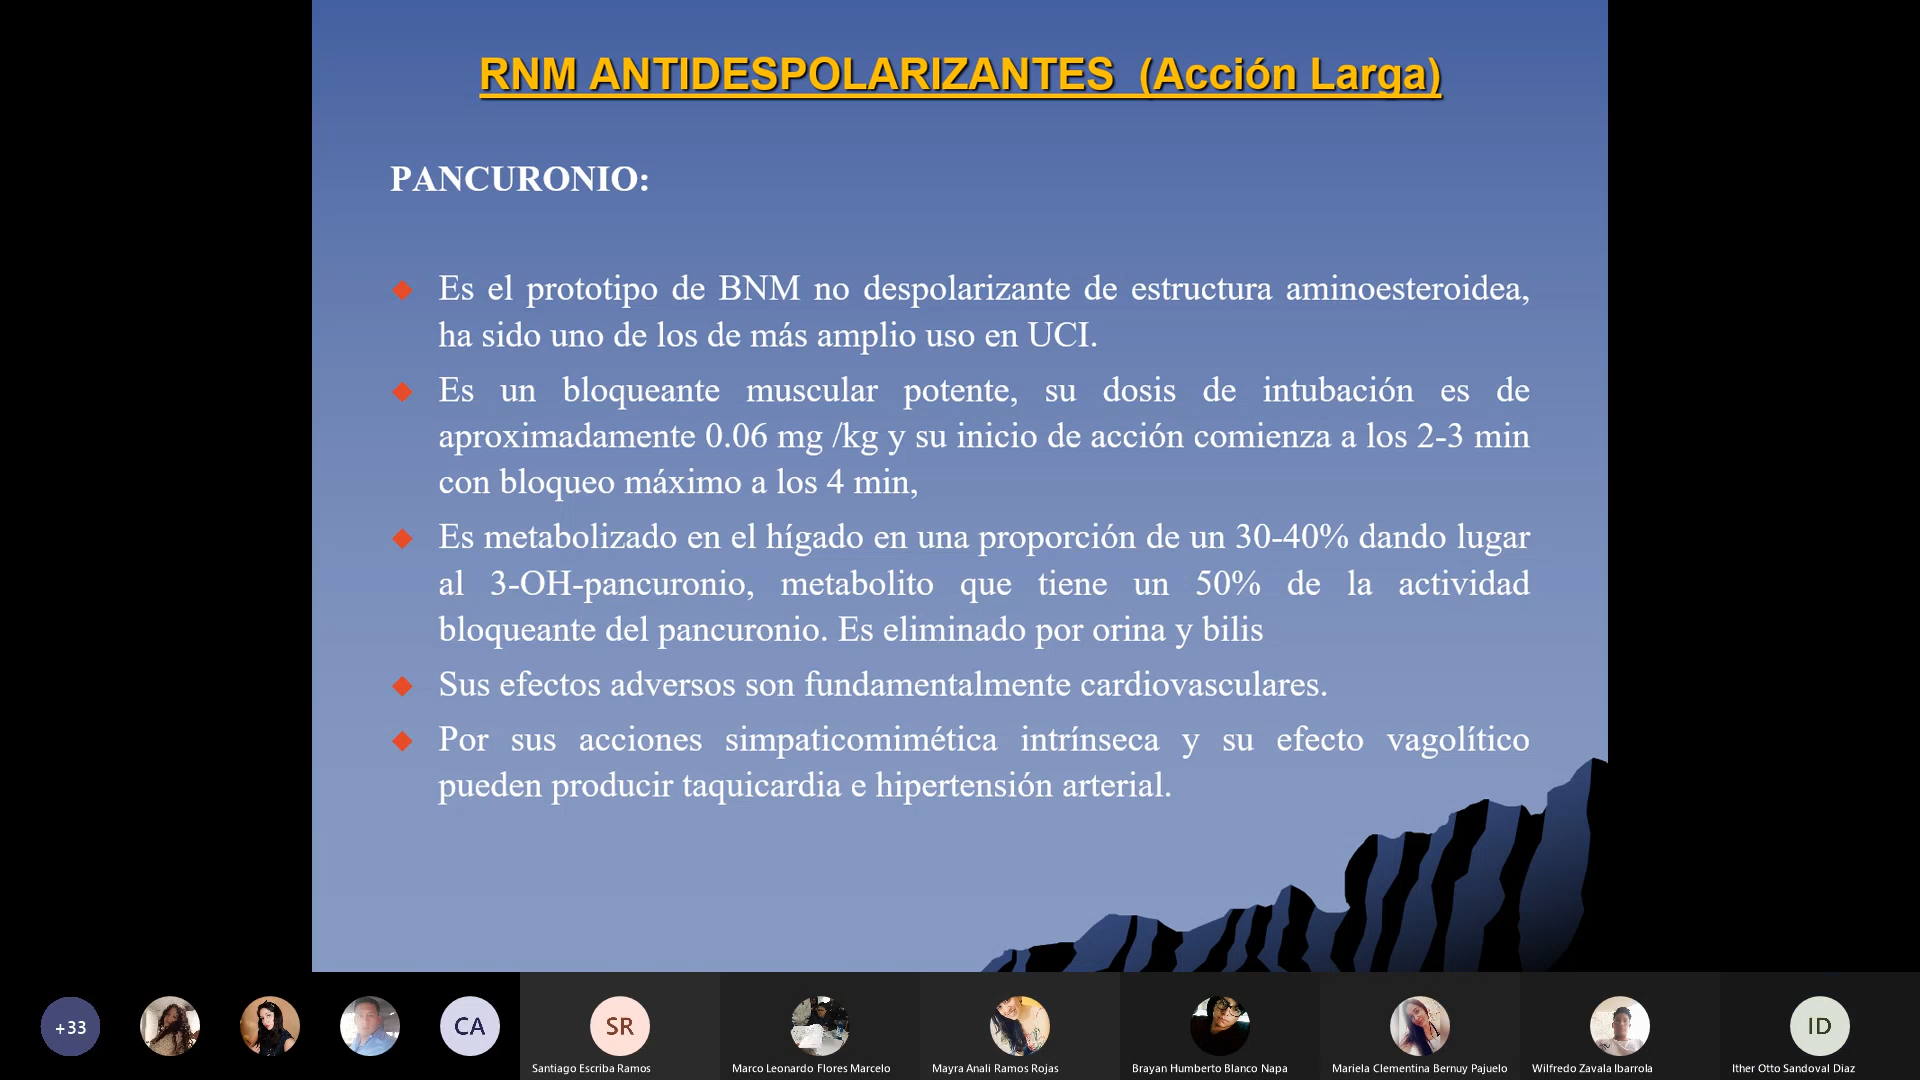 RNM ANTIDESPOLARIZANTES (Acción Larga)
PANCURONIO:
Es el prototipo de BNM no despolarizante de estructura aminoesteroidea,
ha sido uno de los de más amplio uso en UCI.
Es un bloqueante muscular potente, su dosis de intubación es de
aproximadamente 0.06 mg /kg y su inicio de acción comienza a los 2-3 min
con bloqueo máximo a los 4 min,
Es metabolizado en el hígado en una proporción de un 30-40% dando lugar
al 3-OH-pancuronio, metabolito que tiene un 50% de la actividad
bloqueante del pancuronio. Es eliminado por orina y bilis
Sus efectos adversos son fundamentalmente cardiovasculares.
Por sus acciones simpaticomimética intrínseca y su efecto vagolítico
pueden producir taquicardia e hipertensión arterial.
+33
CA
SR
ID
Santiago Escriba Ramos
Marco Leonardo Flores Marcelo
Mayra Anali Ramos Rojas
Brayan Humberto Blanco Napa
Mariela Clementina Bernuy Pajuelo
Wilfredo Zavala Ibarrola
Ither Otto Sandoval Diaz